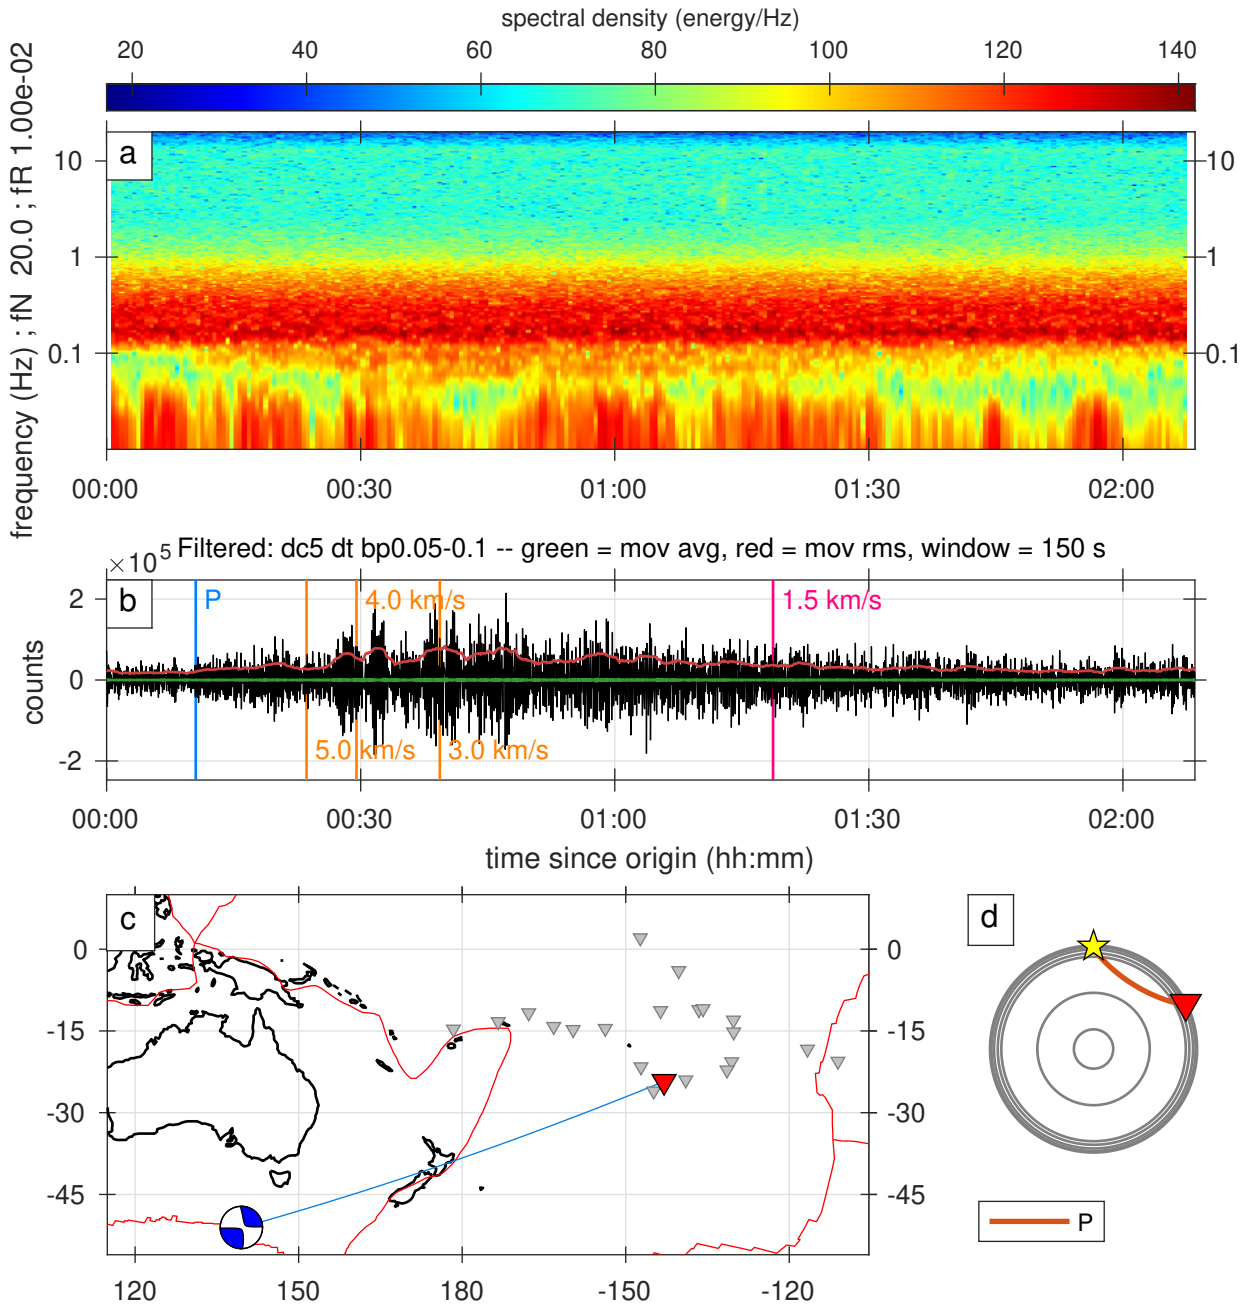 spectral density (energy/Hz)
20 40 60 80 100 120 140
frequency (Hz) ; fN 20.0 ; fR 1.00e-02
a
10 10
1 1
0.1 0.1
00:00 00:30 01:00 01:30 02:00
×10^5 Filtered: dc5 dt bp0.05-0.1 -- green = mov avg, red = mov rms, window = 150 s
b
counts
2
0
-2
P
4.0 km/s
1.5 km/s
5.0 km/s
3.0 km/s
00:00 00:30 01:00 01:30 02:00
time since origin (hh:mm)
c
0 0
-15 -15
-30 -30
-45 -45
120 150 180 -150 -120
d
P